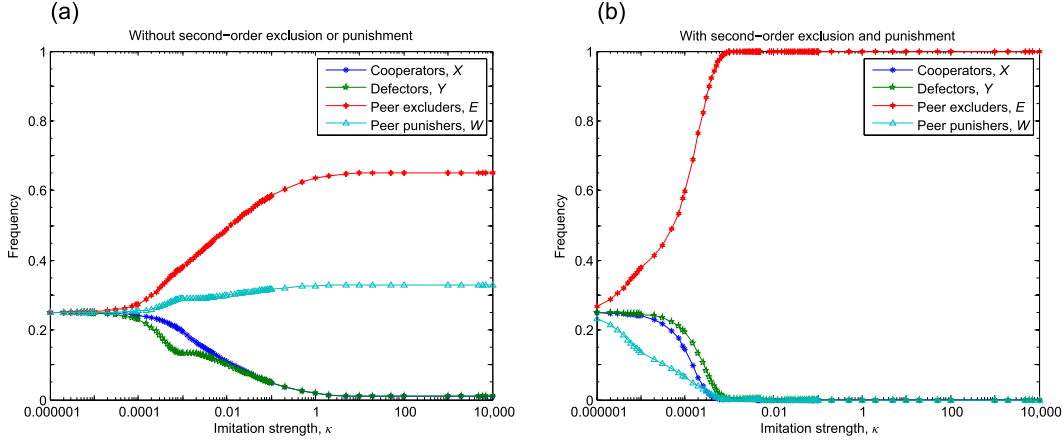 (a)
Without second-order exclusion or punishment
Cooperators, X
Defectors, Y
Peer excluders, E
Peer punishers, W
Frequency
1
0.8
0.6
0.4
0.2
0
0.000001 0.0001 0.01 1 100 10,000
Imitation strength, κ
(b)
With second-order exclusion and punishment
Cooperators, X
Defectors, Y
Peer excluders, E
Peer punishers, W
Frequency
1
0.8
0.6
0.4
0.2
0
0.000001 0.0001 0.01 1 100 10,000
Imitation strength, κ